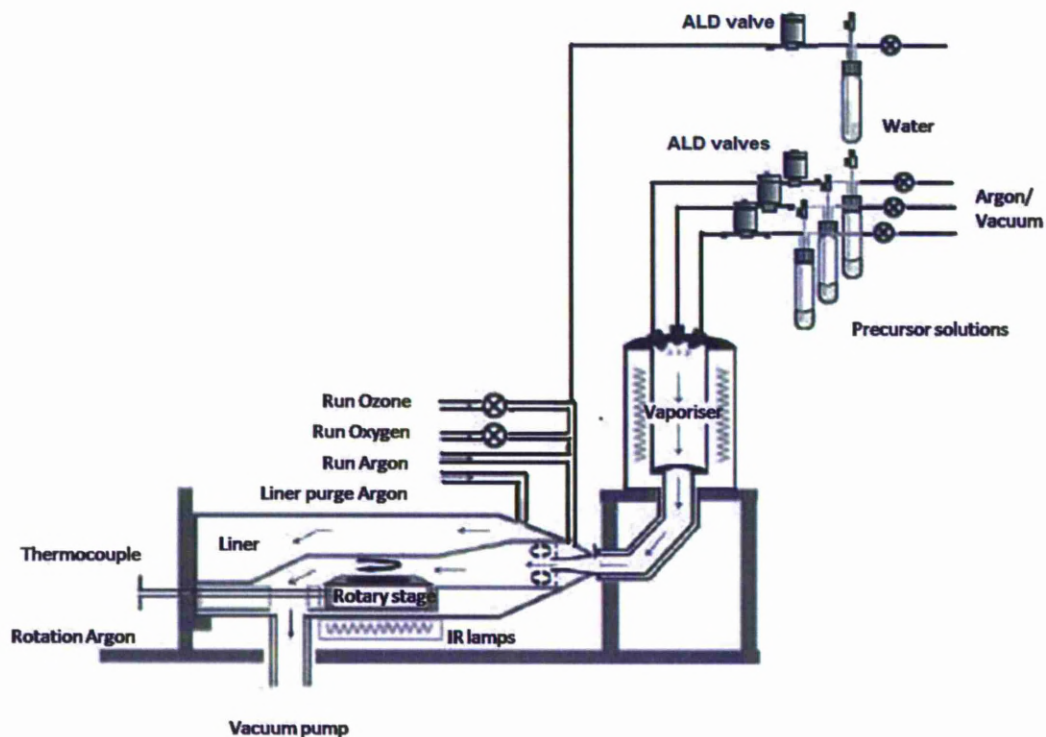 ALD valve
Water
ALD valves
Argon/
Vacuum
Precursor solutions
Vaporiser
Run Ozone
Run Oxygen
Run Argon
Liner purge Argon
Liner
Thermocouple
Rotary stage
Rotation Argon
IR lamps
Vacuum pump